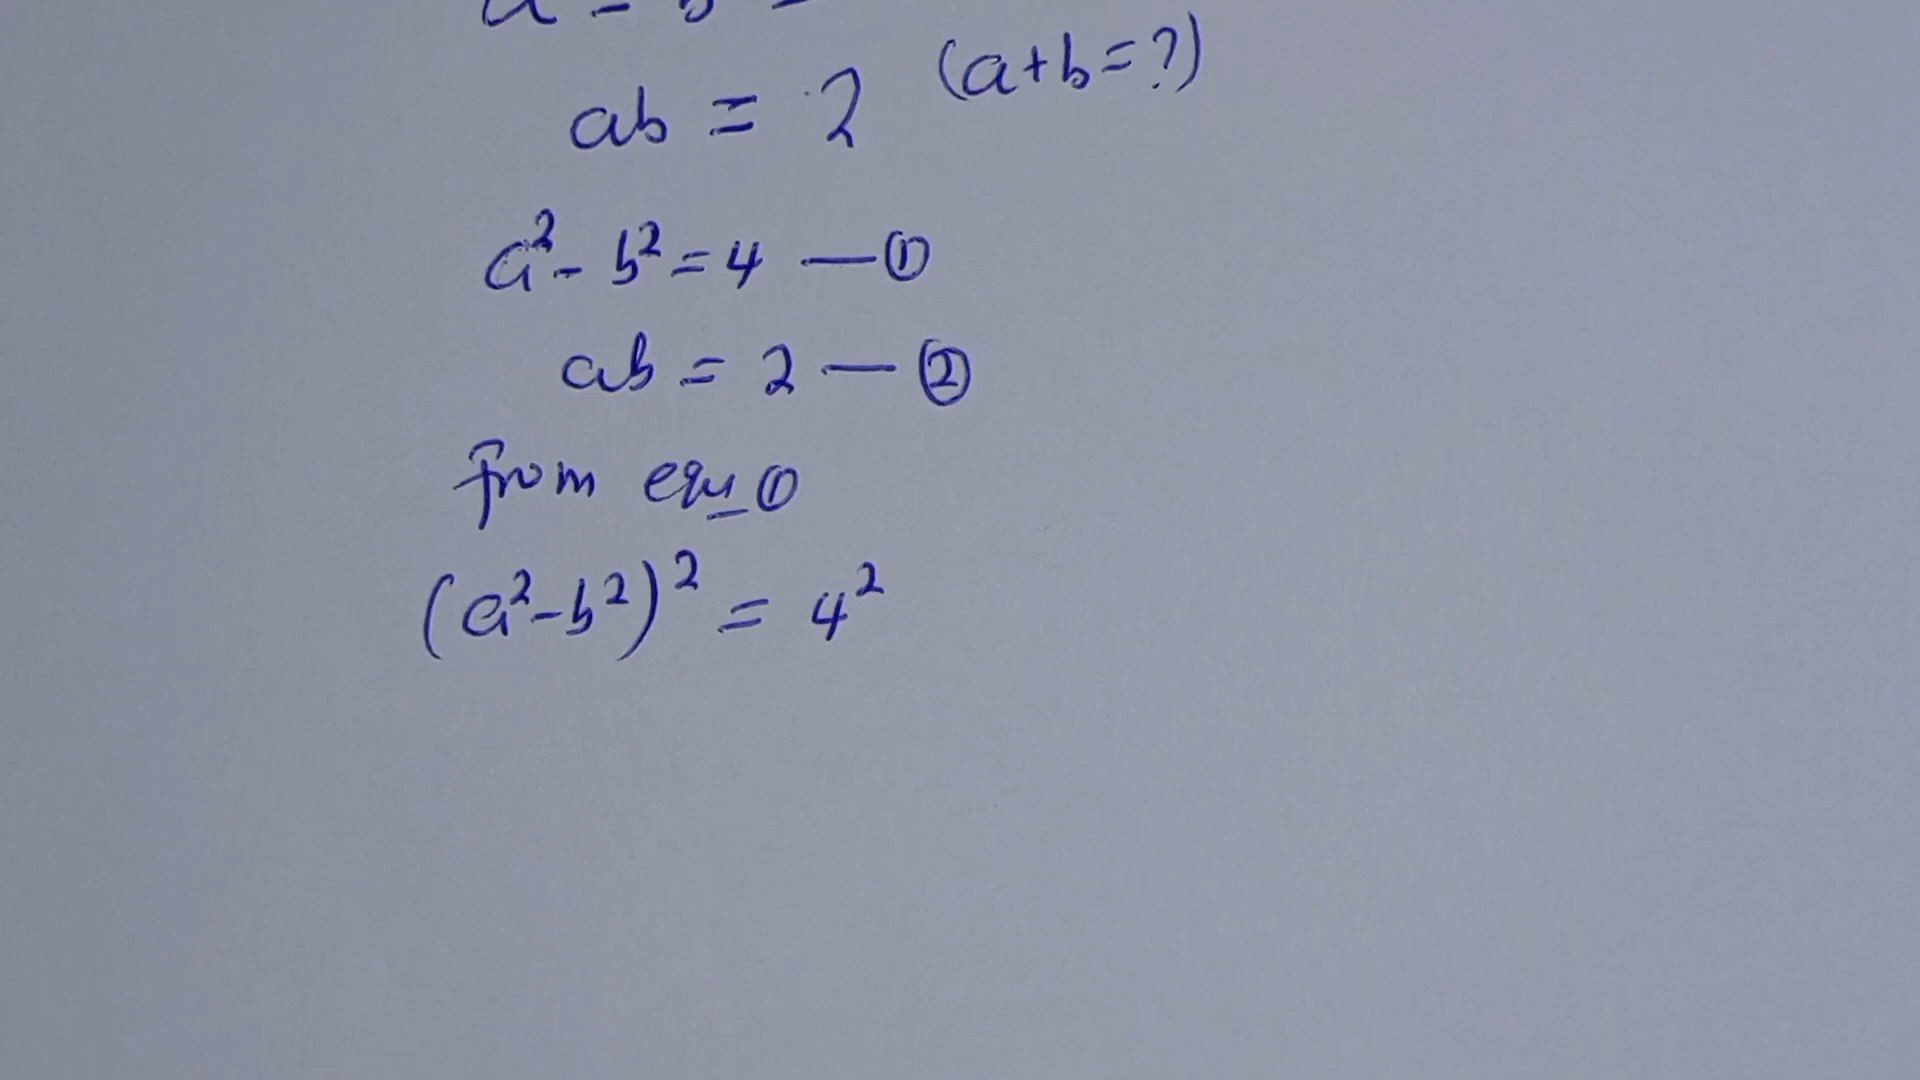 a - b =
(a+b=?)
ab = 2
a² - b² = 4 — ①
ab = 2 — ②
from eqn ①
(a²-b²)² = 4²